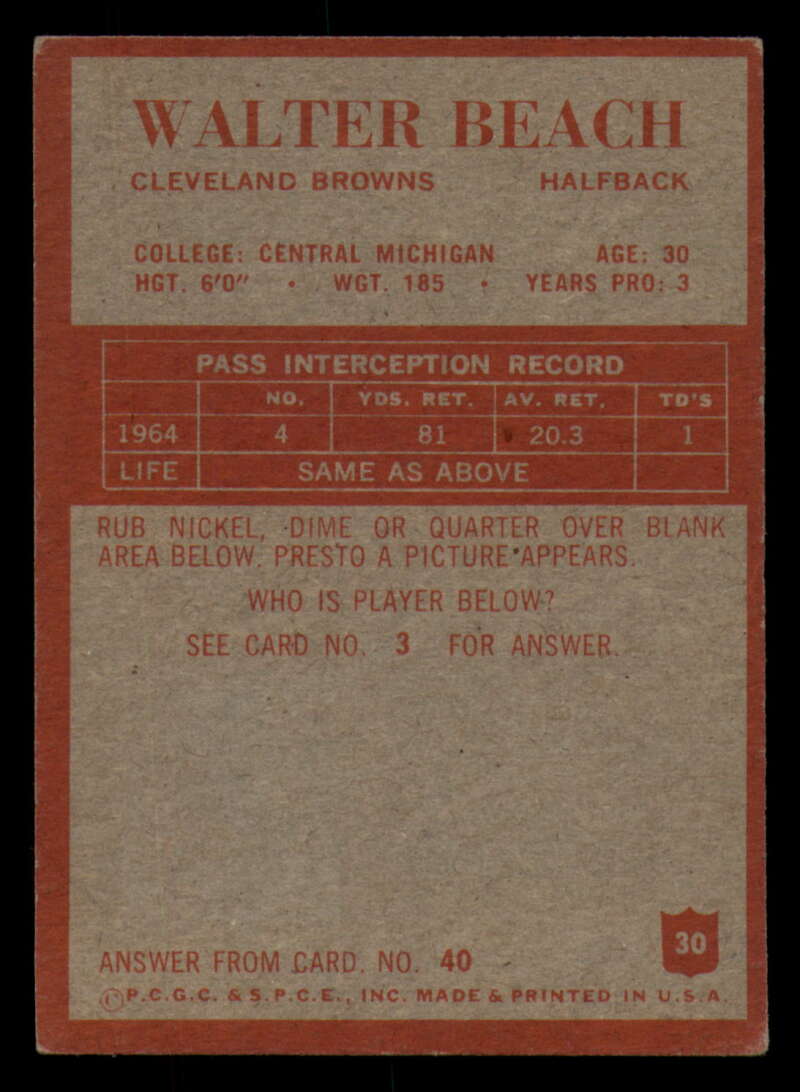 WALTER BEACH
CLEVELAND BROWNS HALFBACK
COLLEGE: CENTRAL MICHIGAN AGE: 30
HGT. 6'0" • WGT. 185 • YEARS PRO: 3
PASS INTERCEPTION RECORD
NO. YDS. RET. AV. RET. TD'S
1964 4 81 20.3 1
LIFE SAME AS ABOVE
RUB NICKEL, DIME OR QUARTER OVER BLANK
AREA BELOW. PRESTO A PICTURE APPEARS.
WHO IS PLAYER BELOW?
SEE CARD NO. 3 FOR ANSWER.
30
ANSWER FROM CARD. NO. 40
©P.C.G.C. & S.P.C.E., INC. MADE & PRINTED IN U.S.A.